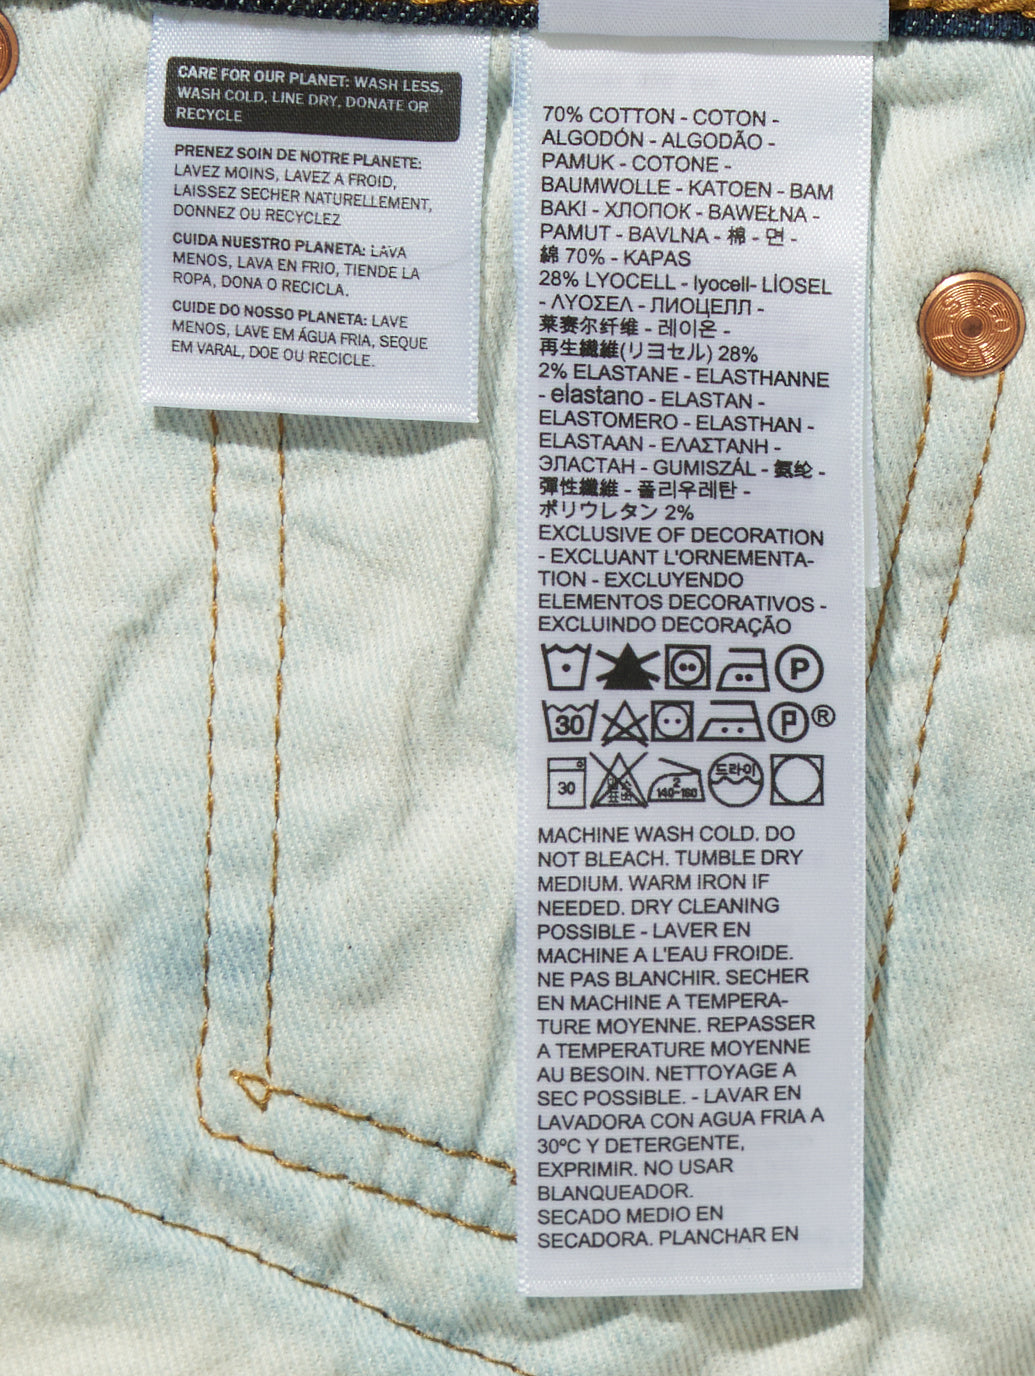 CARE FOR OUR PLANET: WASH LESS,
WASH COLD, LINE DRY, DONATE OR
RECYCLE
PRENEZ SOIN DE NOTRE PLANETE:
LAVEZ MOINS, LAVEZ A FROID,
LAISSEZ SECHER NATURELLEMENT,
DONNEZ OU RECYCLEZ
CUIDA NUESTRO PLANETA: LAVA
MENOS, LAVA EN FRIO, TIENDE LA
ROPA, DONA O RECICLA.
CUIDE DO NOSSO PLANETA: LAVE
MENOS, LAVE EM ÁGUA FRIA, SEQUE
EM VARAL, DOE OU RECICLE.
70% COTTON - COTON -
ALGODÓN - ALGODÃO -
PAMUK - COTONE -
BAUMWOLLE - KATOEN - BAM
BAKI - ХЛОПОК - BAWEŁNA -
PAMUT - BAVLNA - 棉 - 면 -
綿 70% - KAPAS
28% LYOCELL - lyocell- LİOSEL
- ΛΥΟΣΕΛ - ЛИОЦЕЛЛ -
莱赛尔纤维 - 레이온 -
再生繊維(リヨセル) 28%
2% ELASTANE - ELASTHANNE
- elastano - ELASTAN -
ELASTOMERO - ELASTHAN -
ELASTAAN - ΕΛΑΣΤΑΝΗ -
ЭЛАСТАН - GUMISZÁL - 氨纶 -
彈性纖維 - 폴리우레탄 -
ポリウレタン 2%
EXCLUSIVE OF DECORATION
- EXCLUANT L'ORNEMENTA-
TION - EXCLUYENDO
ELEMENTOS DECORATIVOS -
EXCLUINDO DECORAÇÃO
P
30 P ®
30 2 140-160 드라이
MACHINE WASH COLD. DO
NOT BLEACH. TUMBLE DRY
MEDIUM. WARM IRON IF
NEEDED. DRY CLEANING
POSSIBLE - LAVER EN
MACHINE A L'EAU FROIDE.
NE PAS BLANCHIR. SECHER
EN MACHINE A TEMPERA-
TURE MOYENNE. REPASSER
A TEMPERATURE MOYENNE
AU BESOIN. NETTOYAGE A
SEC POSSIBLE. - LAVAR EN
LAVADORA CON AGUA FRIA A
30ºC Y DETERGENTE,
EXPRIMIR. NO USAR
BLANQUEADOR.
SECADO MEDIO EN
SECADORA. PLANCHAR EN